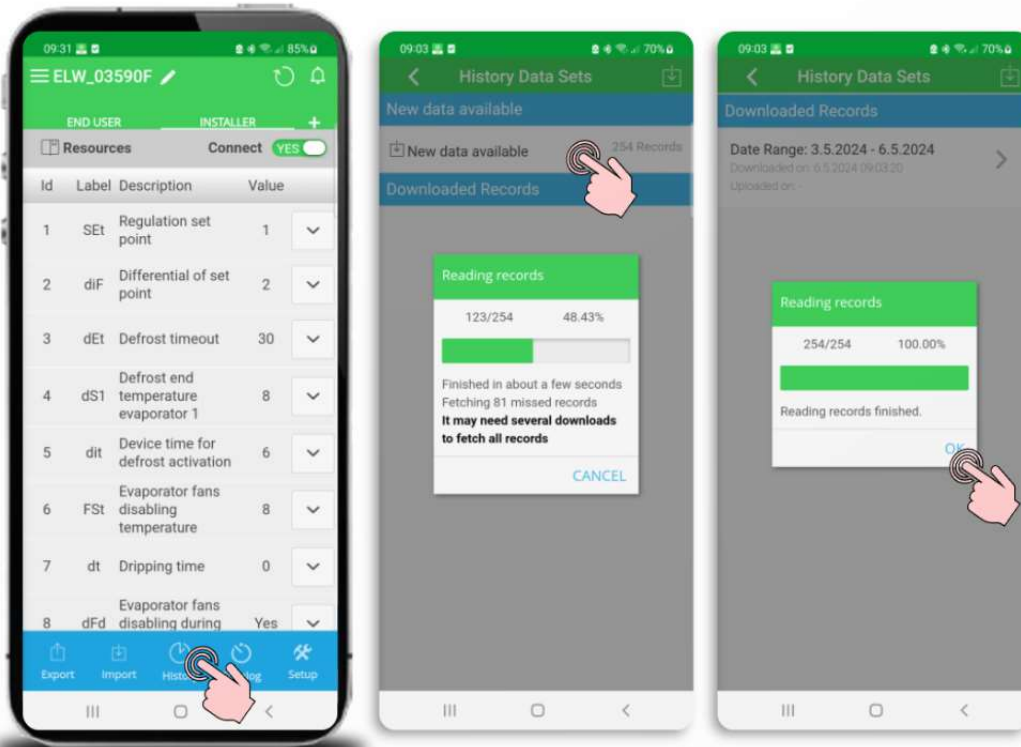 09:31
85%
ELW_03590F
END USER
INSTALLER
+
Resources
Connect
YES
Id
Label
Description
Value
1
SEt
Regulation set
point
1
2
diF
Differential of set
point
2
3
dEt
Defrost timeout
30
4
dS1
Defrost end
temperature
evaporator 1
8
5
dit
Device time for
defrost activation
6
6
FSt
Evaporator fans
disabling
temperature
8
7
dt
Dripping time
0
8
dFd
Evaporator fans
disabling during
Yes
Export
Import
Setup
09:03
70%
History Data Sets
New data available
New data available
254 Records
Downloaded Records
Reading records
123/254
48.43%
Finished in about a few seconds
Fetching 81 missed records
It may need several downloads
to fetch all records
CANCEL
09:03
70%
History Data Sets
Downloaded Records
Date Range: 3.5.2024 - 6.5.2024
Downloaded on: 6.5.2024 09:03:20
Uploaded on: -
Reading records
254/254
100.00%
Reading records finished.
OK